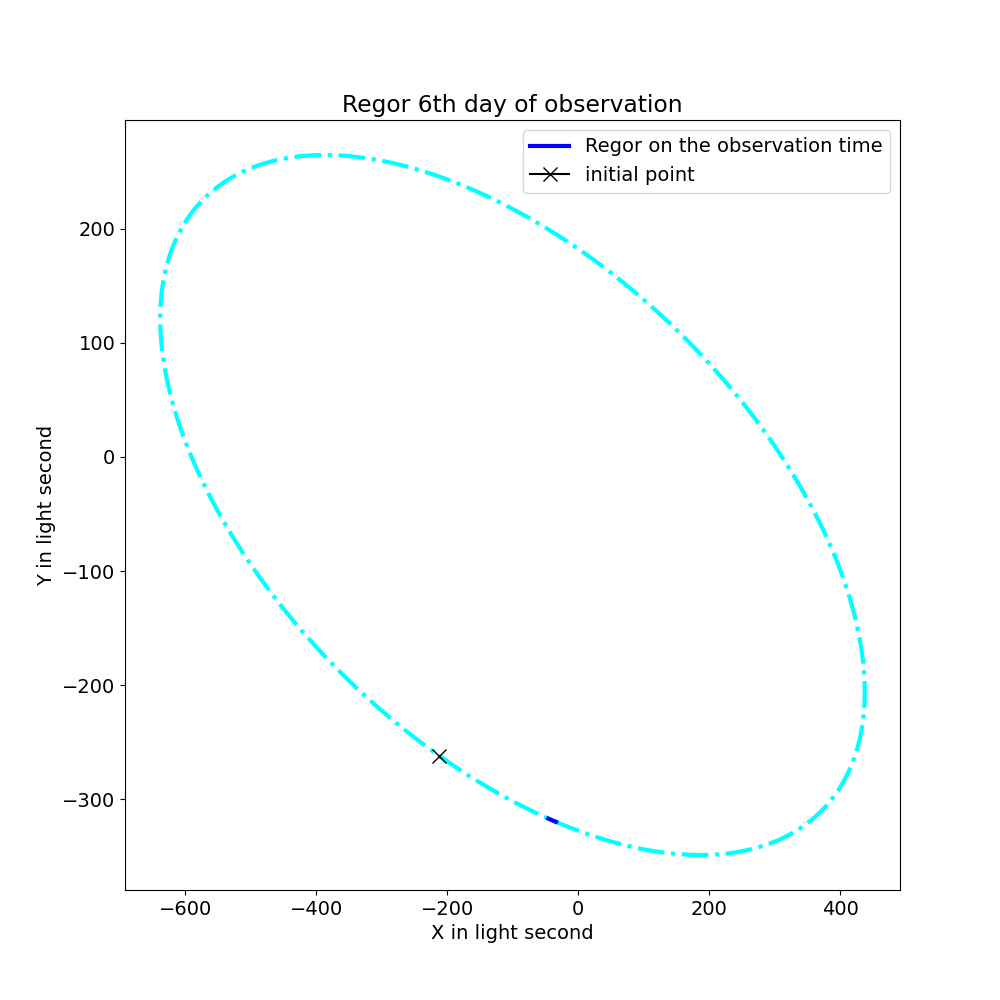 Regor 6th day of observation
Regor on the observation time
initial point
200
100
0
−100
−200
−300
Y in light second
−600
−400
−200
0
200
400
X in light second